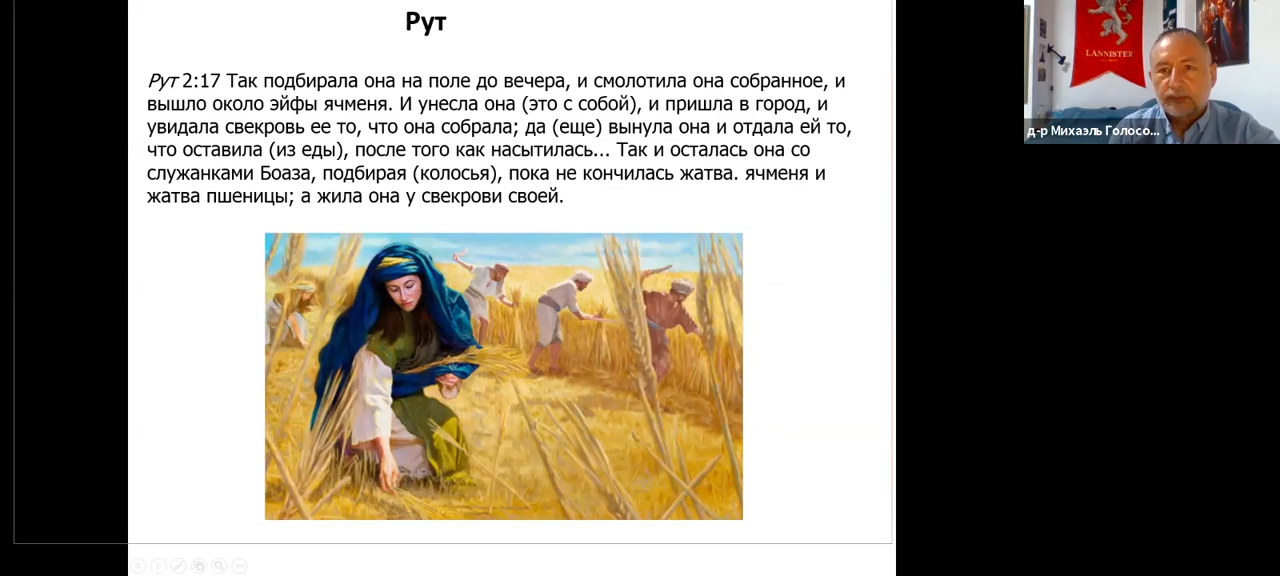 Рут
Рут 2:17 Так подбирала она на поле до вечера, и смолотила она собранное, и
вышло около эйфы ячменя. И унесла она (это с собой), и пришла в город, и
увидала свекровь ее то, что она собрала; да (еще) вынула она и отдала ей то,
что оставила (из еды), после того как насытилась... Так и осталась она со
служанками Боаза, подбирая (колосья), пока не кончилась жатва. ячменя и
жатва пшеницы; а жила она у свекрови своей.
LANNISTER
д-р Михаэль Голосо...